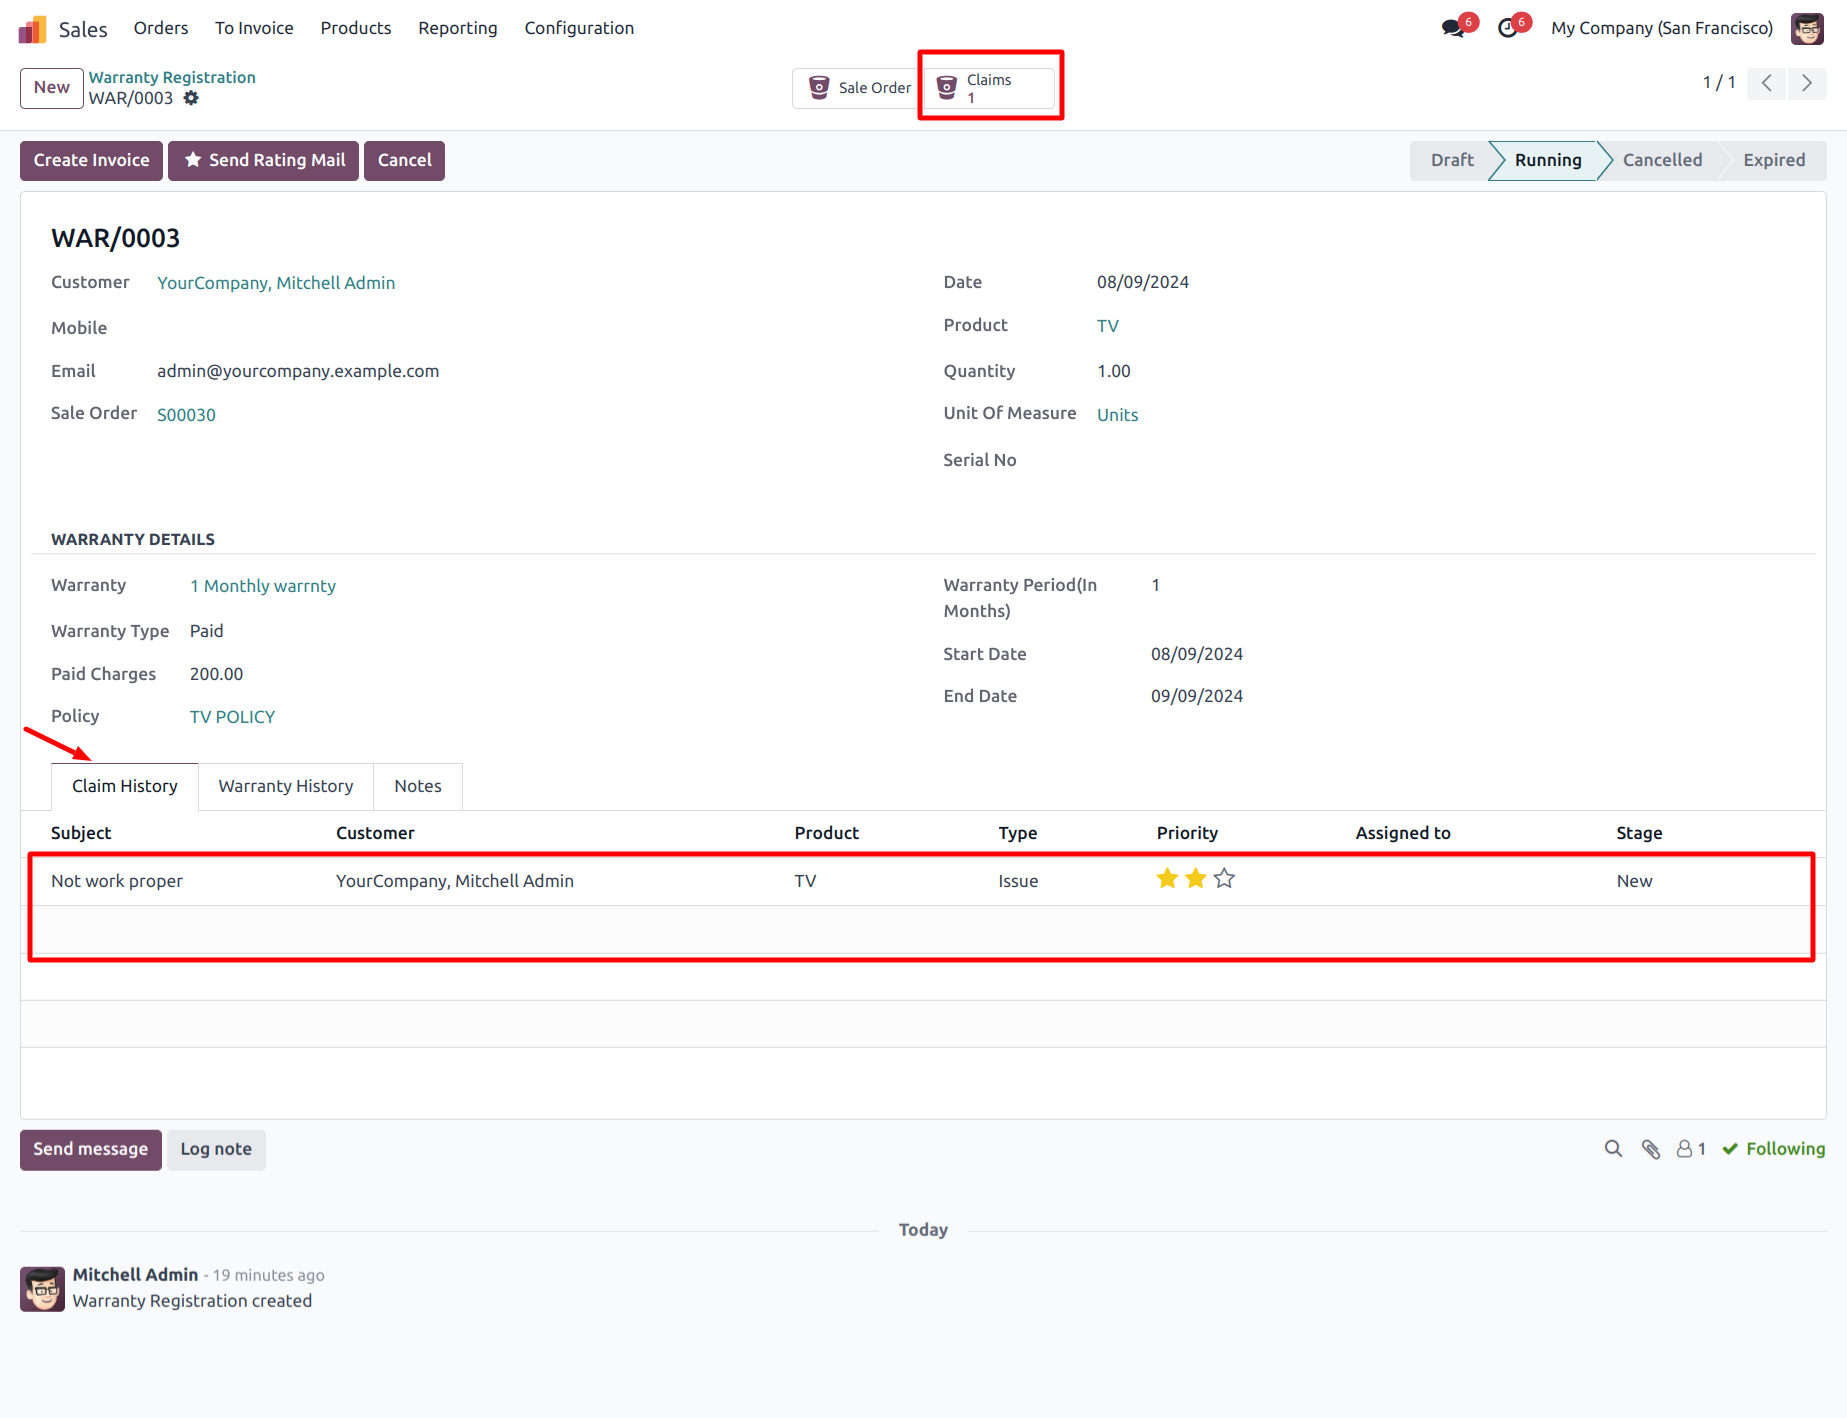 Sales Orders To Invoice Products Reporting Configuration 6 6 My Company (San Francisco)
New Warranty Registration
WAR/0003
Sale Order
Claims
1
1 / 1
Create Invoice Send Rating Mail Cancel Draft Running Cancelled Expired
WAR/0003
Customer YourCompany, Mitchell Admin Date 08/09/2024
Mobile Product TV
Email admin@yourcompany.example.com Quantity 1.00
Sale Order S00030 Unit Of Measure Units
Serial No
WARRANTY DETAILS
Warranty 1 Monthly warrnty Warranty Period(In
Months) 1
Warranty Type Paid Start Date 08/09/2024
Paid Charges 200.00 End Date 09/09/2024
Policy TV POLICY
Claim History Warranty History Notes
Subject Customer Product Type Priority Assigned to Stage
Not work proper YourCompany, Mitchell Admin TV Issue New
Send message Log note 1 Following
Today
Mitchell Admin - 19 minutes ago
Warranty Registration created